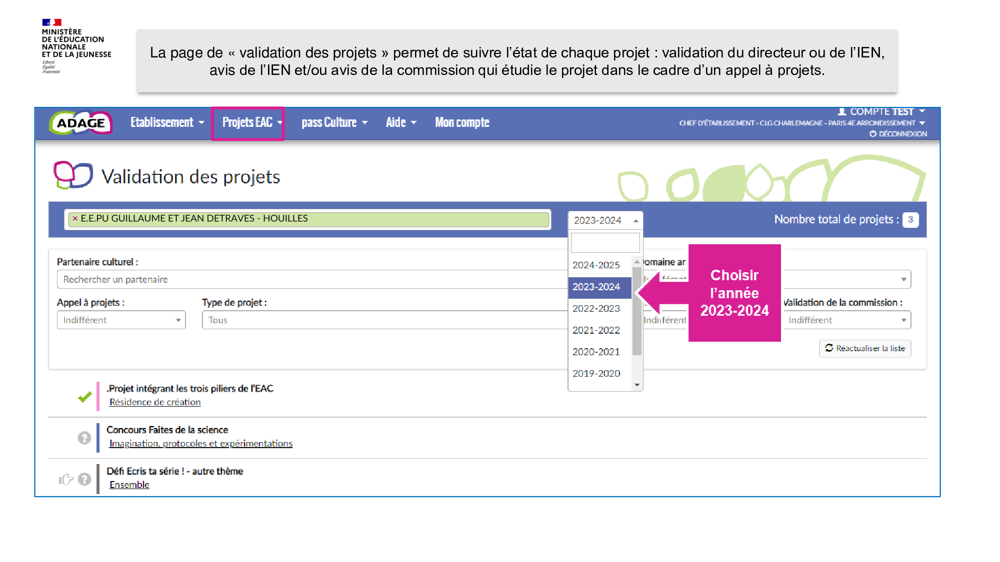 MINISTÈRE
DE L'ÉDUCATION
NATIONALE
ET DE LA JEUNESSE
Liberté
Égalité
Fraternité
La page de « validation des projets » permet de suivre l'état de chaque projet : validation du directeur ou de l'IEN,
avis de l'IEN et/ou avis de la commission qui étudie le projet dans le cadre d'un appel à projets.
COMPTE TEST
ADAGE Etablissement Projets EAC pass Culture Aide Mon compte
CHEF D'ÉTABLISSEMENT - CLG CHARLEMAGNE - PARIS 4E ARRONDISSEMENT
DÉCONNEXION
Validation des projets
× E.E.PU GUILLAUME ET JEAN DETRAVES - HOUILLES
2023-2024
Nombre total de projets : 3
2024-2025
2023-2024
2022-2023
2021-2022
2020-2021
2019-2020
Choisir
l'année
2023-2024
Partenaire culturel :
Rechercher un partenaire
Appel à projets :
Indifférent
Type de projet :
Tous
Indifférent
Validation de la commission :
Indifférent
Réactualiser la liste
.Projet intégrant les trois piliers de l'EAC
Résidence de création
Concours Faites de la science
Imagination, protocoles et expérimentations
Défi Ecris ta série ! - autre thème
Ensemble